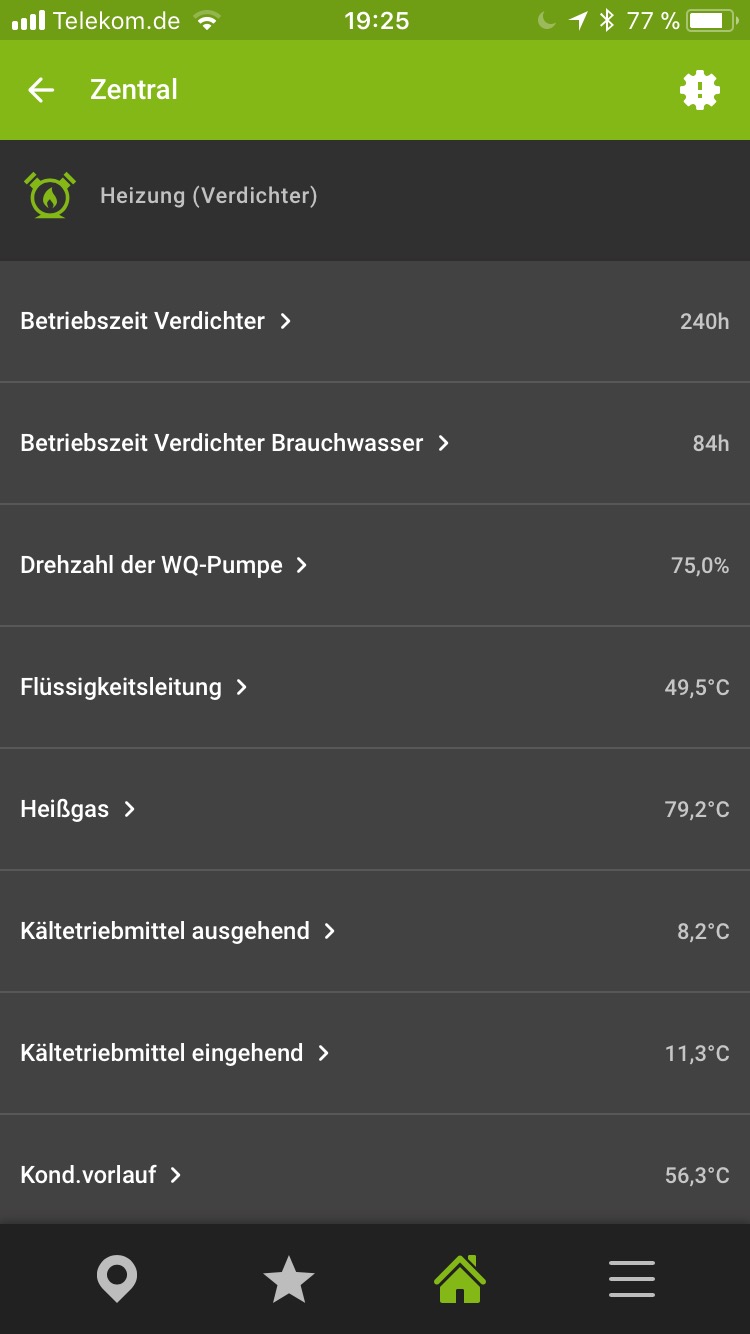 Telekom.de 19:25 77 %
Zentral
Heizung (Verdichter)
Betriebszeit Verdichter 240h
Betriebszeit Verdichter Brauchwasser 84h
Drehzahl der WQ-Pumpe 75,0%
Flüssigkeitsleitung 49,5°C
Heißgas 79,2°C
Kältetriebmittel ausgehend 8,2°C
Kältetriebmittel eingehend 11,3°C
Kond.vorlauf 56,3°C